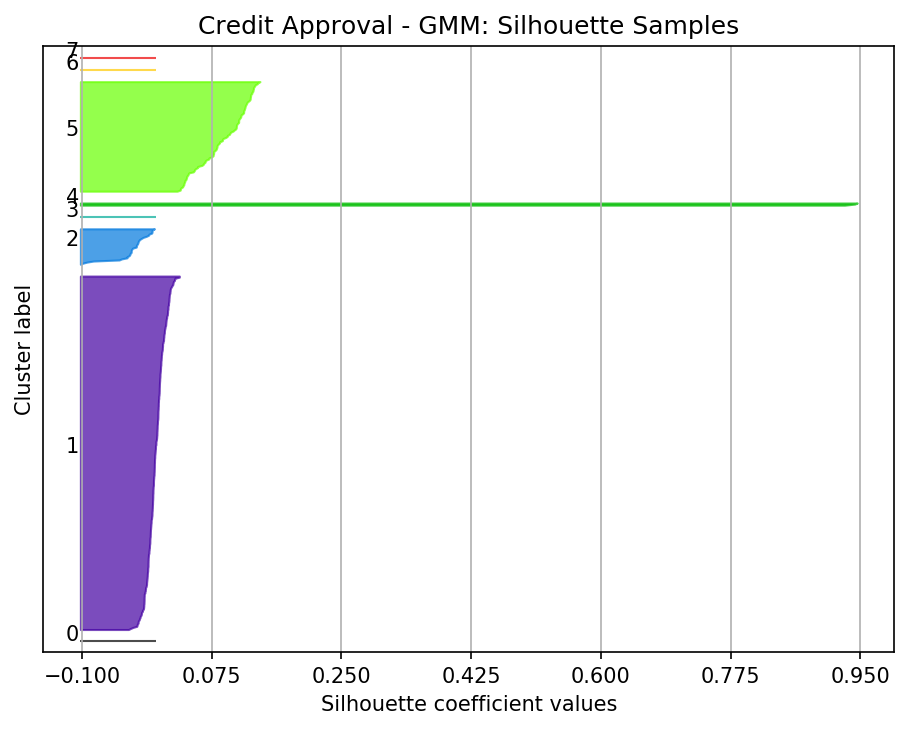 Credit Approval - GMM: Silhouette Samples
7
6
5
4
3
2
1
0
Cluster label
−0.100 0.075 0.250 0.425 0.600 0.775 0.950
Silhouette coefficient values